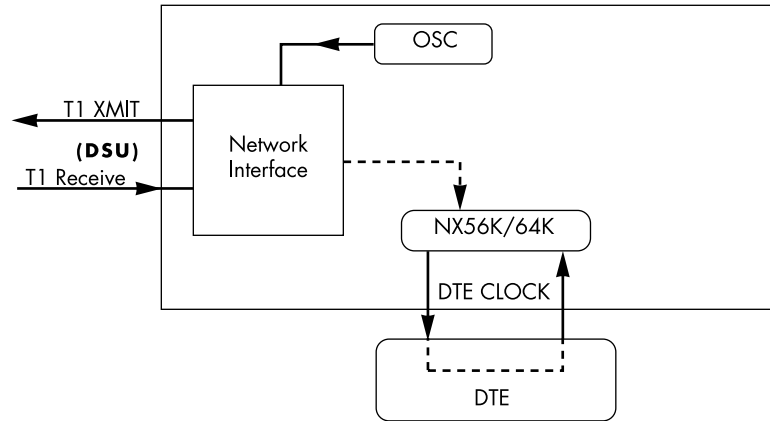 OSC
T1 XMIT
(DSU)
T1 Receive
Network
Interface
NX56K/64K
DTE CLOCK
DTE